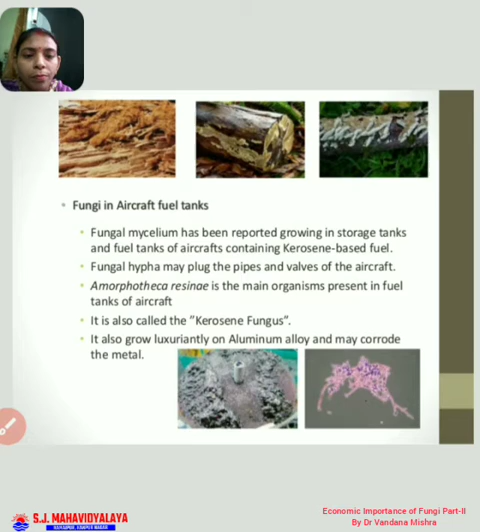 Fungi in Aircraft fuel tanks
Fungal mycelium has been reported growing in storage tanks
and fuel tanks of aircrafts containing Kerosene-based fuel.
Fungal hypha may plug the pipes and valves of the aircraft.
Amorphotheca resinae is the main organisms present in fuel
tanks of aircraft
It is also called the ”Kerosene Fungus”.
It also grow luxuriantly on Aluminum alloy and may corrode
the metal.
S.J. MAHAVIDYALAYA
RAMAIPUR, KANPUR NAGAR
Economic Importance of Fungi Part-II
By Dr Vandana Mishra